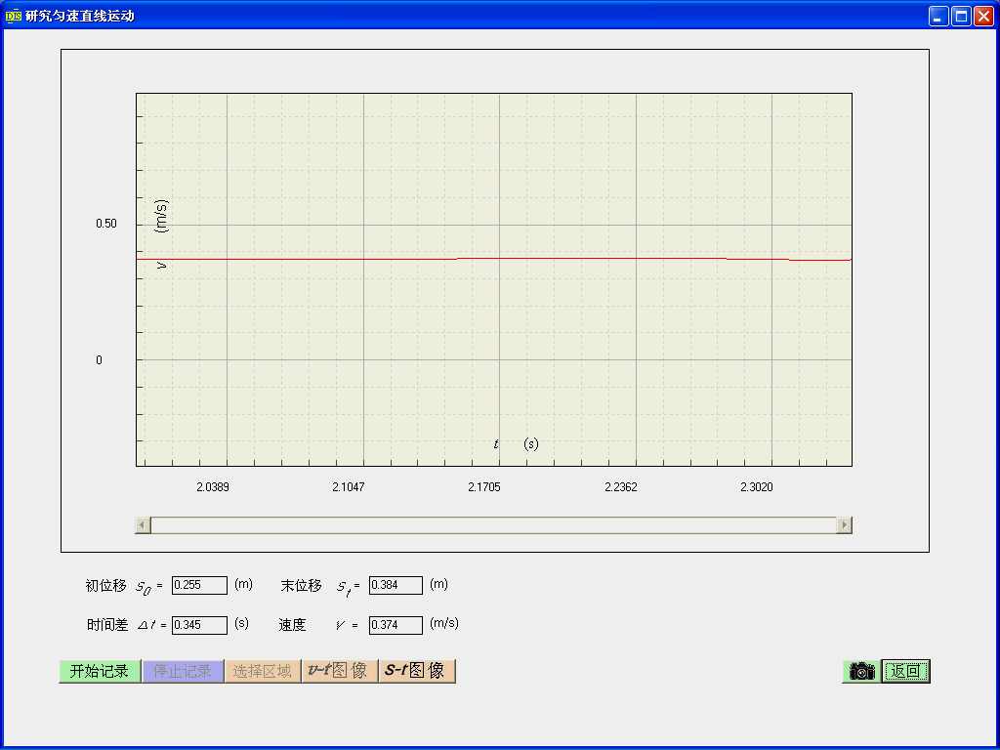 DIS 研究匀速直线运动
0.50
v (m/s)
0
t (s)
2.0389 2.1047 2.1705 2.2362 2.3020
初位移 S0 = 0.255 (m) 末位移 St = 0.384 (m)
时间差 Δt = 0.345 (s) 速度 v = 0.374 (m/s)
开始记录 停止记录 选择区域 v-t图像 S-t图像 返回